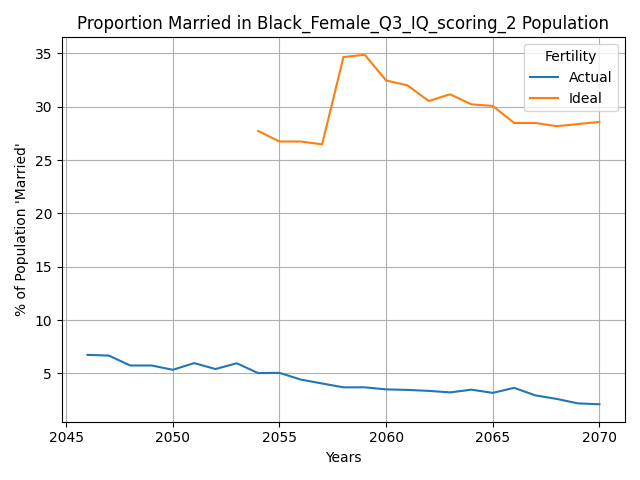 Proportion Married in Black_Female_Q3_IQ_scoring_2 Population
35
30
25
20
15
10
5
% of Population 'Married'
Fertility
Actual
Ideal
2045 2050 2055 2060 2065 2070
Years